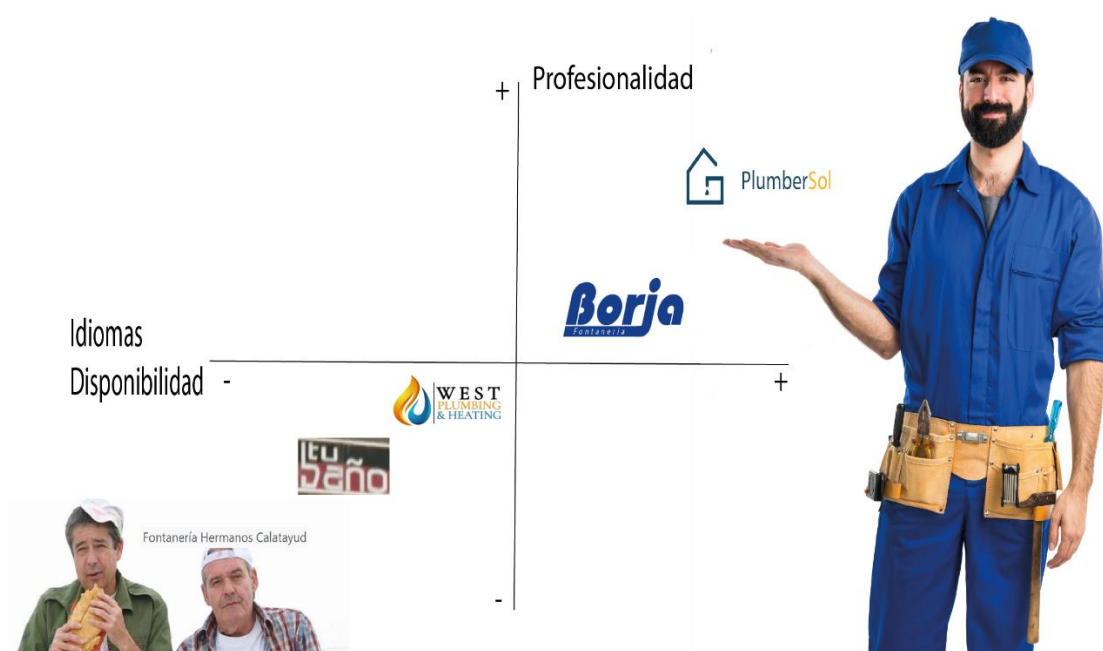 + Profesionalidad
PlumberSol
Borja
Fontanería
Idiomas
Disponibilidad - +
WEST
PLUMBING
& HEATING
tu
baño
Fontanería Hermanos Calatayud
-